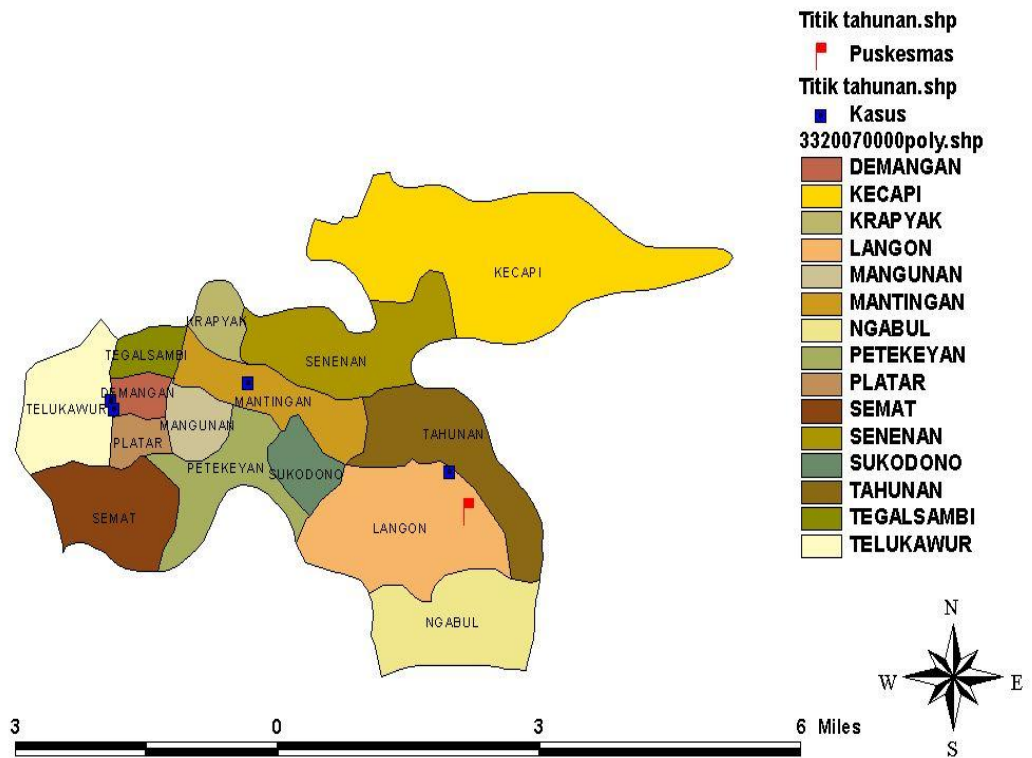 Titik tahunan.shp
Puskesmas
Titik tahunan.shp
Kasus
3320070000poly.shp
DEMANGAN
KECAPI
KRAPYAK
LANGON
MANGUNAN
MANTINGAN
NGABUL
PETEKEYAN
PLATAR
SEMAT
SENENAN
SUKODONO
TAHUNAN
TEGALSAMBI
TELUKAWUR
KECAPI
KRAPYAK
TEGALSAMBI
SENENAN
DEMANGAN
TELUKAWUR
MANTINGAN
MANGUNAN
TAHUNAN
PLATAR
PETEKEYAN
SUKODONO
SEMAT
LANGON
NGABUL
N
W
E
S
3 0 3 6 Miles